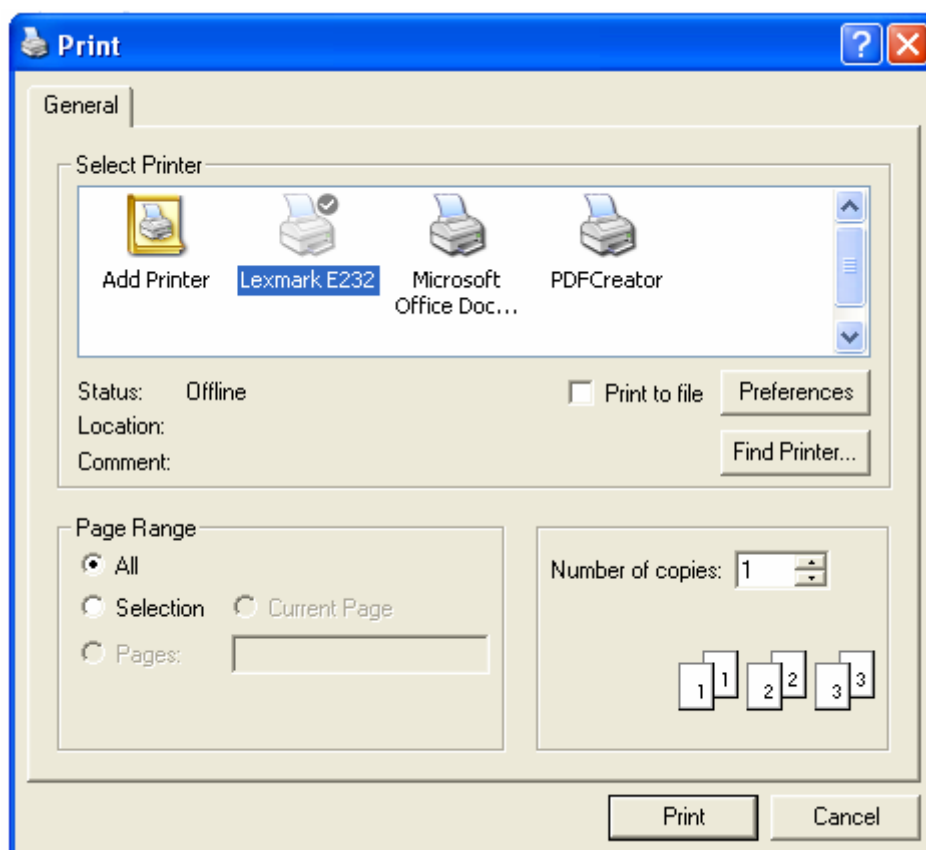 Print
General
Select Printer
Add Printer
Lexmark E232
Microsoft
Office Doc...
PDFCreator
Status: Offline
Location:
Comment:
Print to file
Preferences
Find Printer...
Page Range
All
Selection
Current Page
Pages:
Number of copies: 1
1 1 2 2 3 3
Print
Cancel